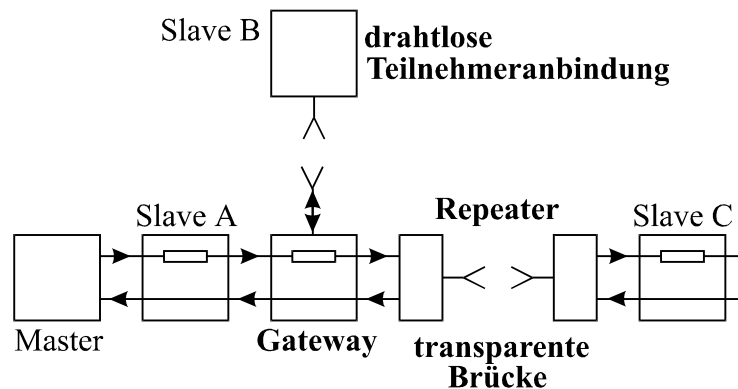 Slave B
drahtlose
Teilnehmeranbindung
Slave A
Repeater
Slave C
Master
Gateway
transparente
Brücke